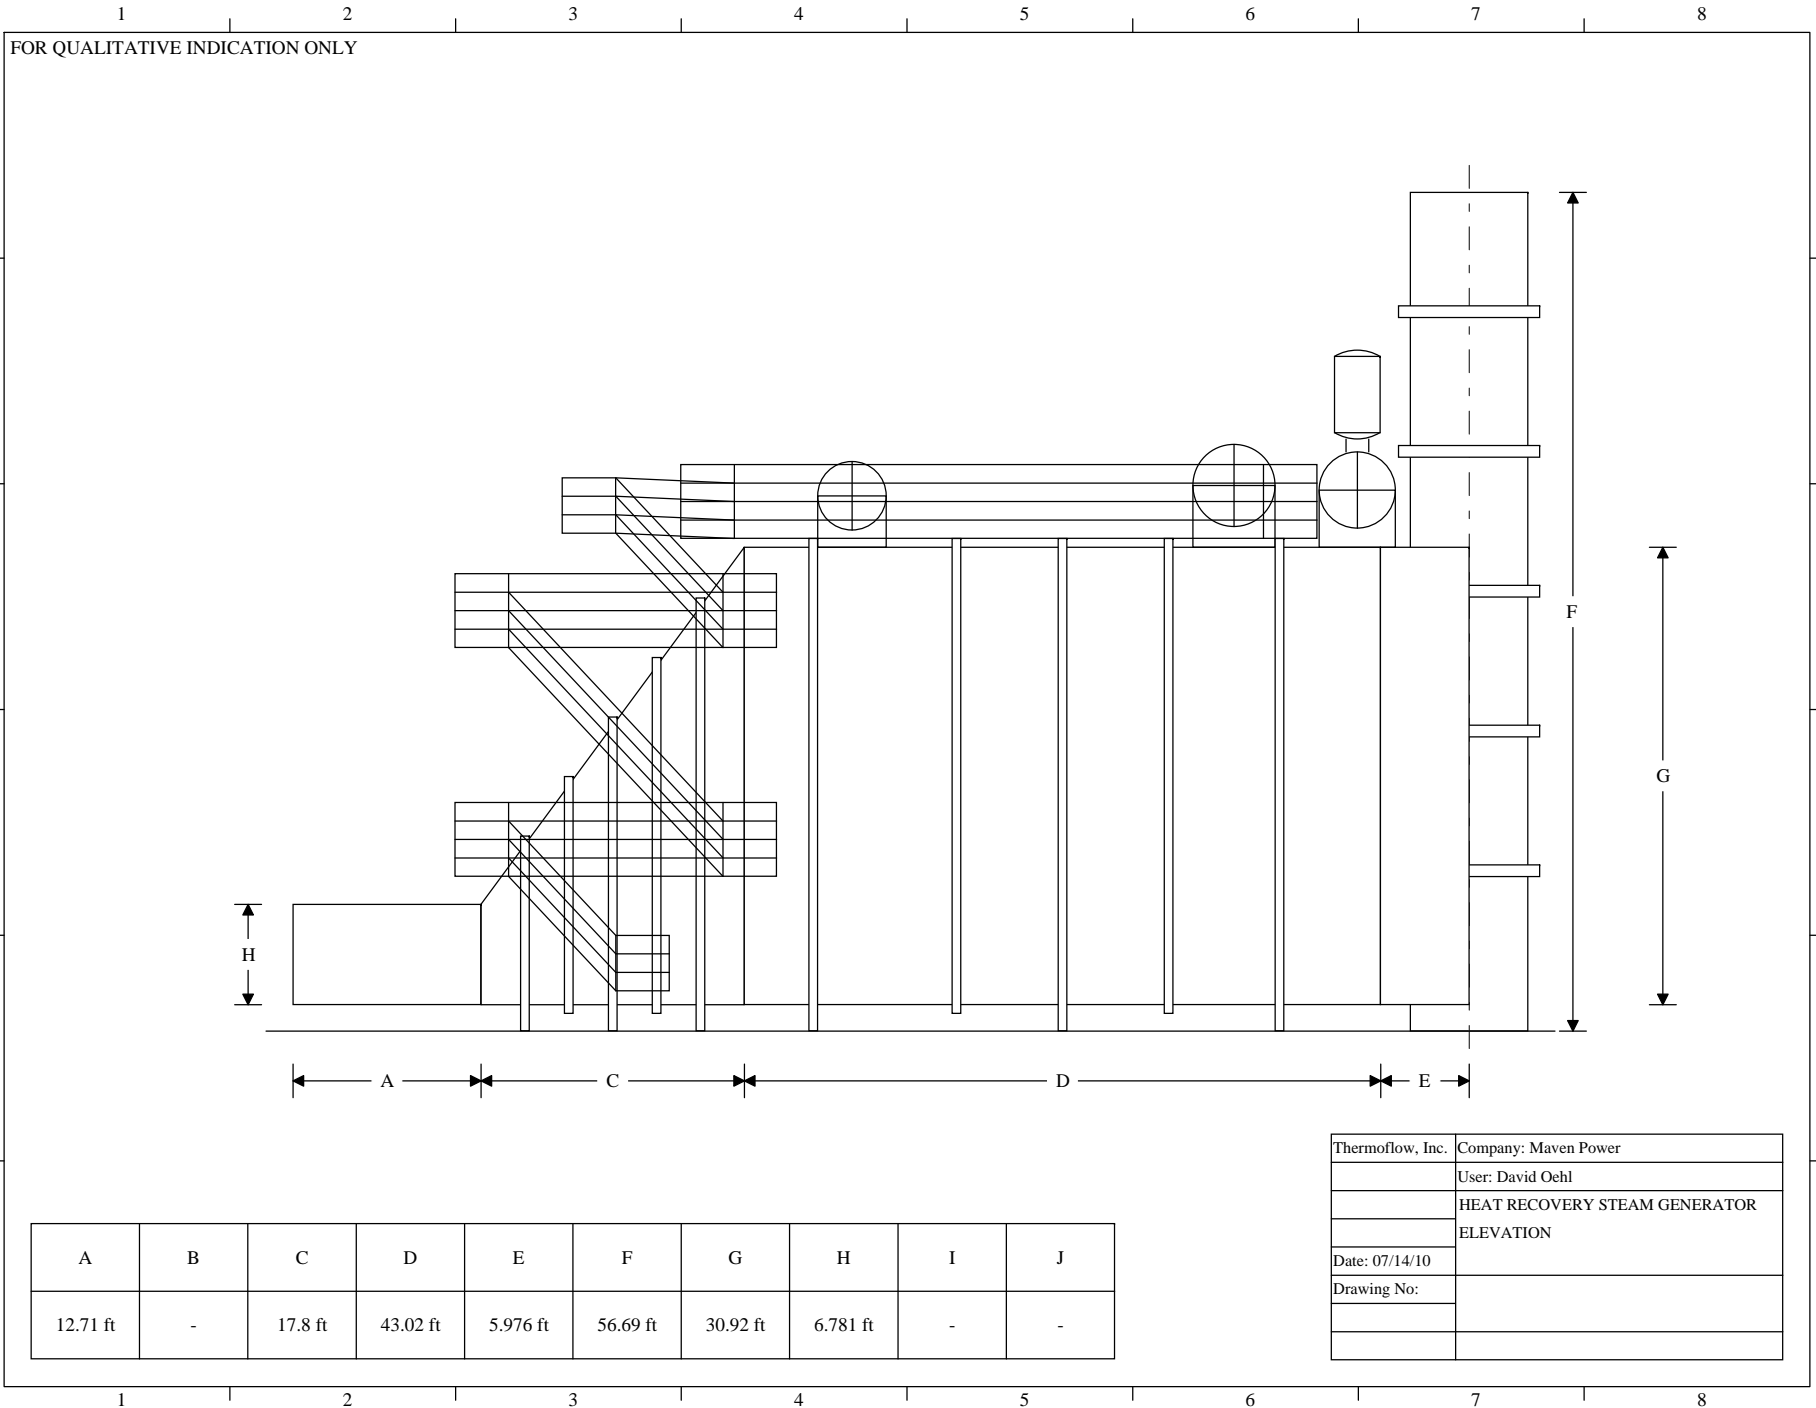 1 2 3 4 5 6 7 8
FOR QUALITATIVE INDICATION ONLY
F
G
H
A C D E
Thermoflow, Inc. Company: Maven Power
User: David Oehl
HEAT RECOVERY STEAM GENERATOR
ELEVATION
Date: 07/14/10
Drawing No:
A B C D E F G H I J
12.71 ft - 17.8 ft 43.02 ft 5.976 ft 56.69 ft 30.92 ft 6.781 ft - -
1 2 3 4 5 6 7 8